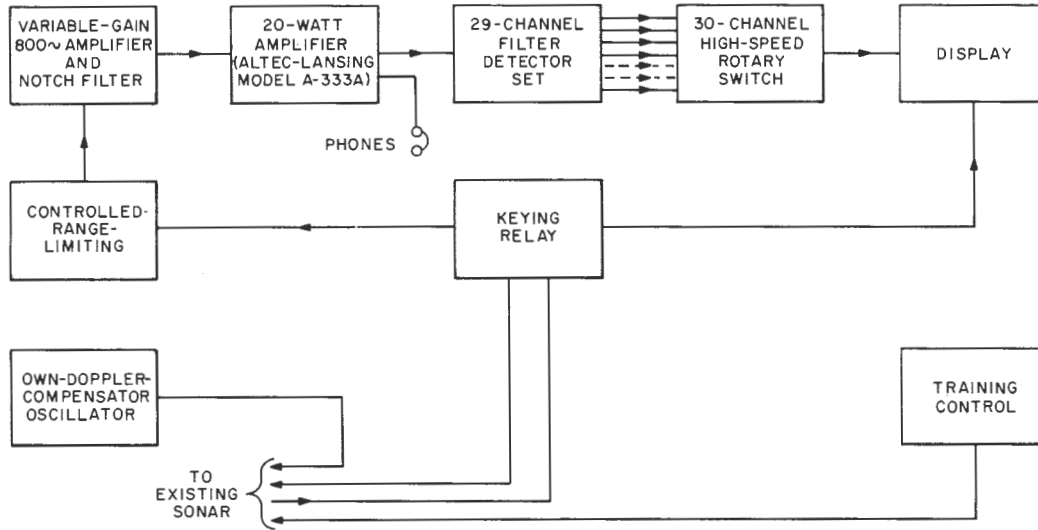 VARIABLE-GAIN
800~ AMPLIFIER
AND
NOTCH FILTER
20-WATT
AMPLIFIER
(ALTEC-LANSING
MODEL A-333A)
29-CHANNEL
FILTER
DETECTOR
SET
30-CHANNEL
HIGH-SPEED
ROTARY
SWITCH
DISPLAY
PHONES
CONTROLLED-
RANGE-
LIMITING
KEYING
RELAY
OWN-DOPPLER-
COMPENSATOR
OSCILLATOR
TRAINING
CONTROL
TO
EXISTING
SONAR